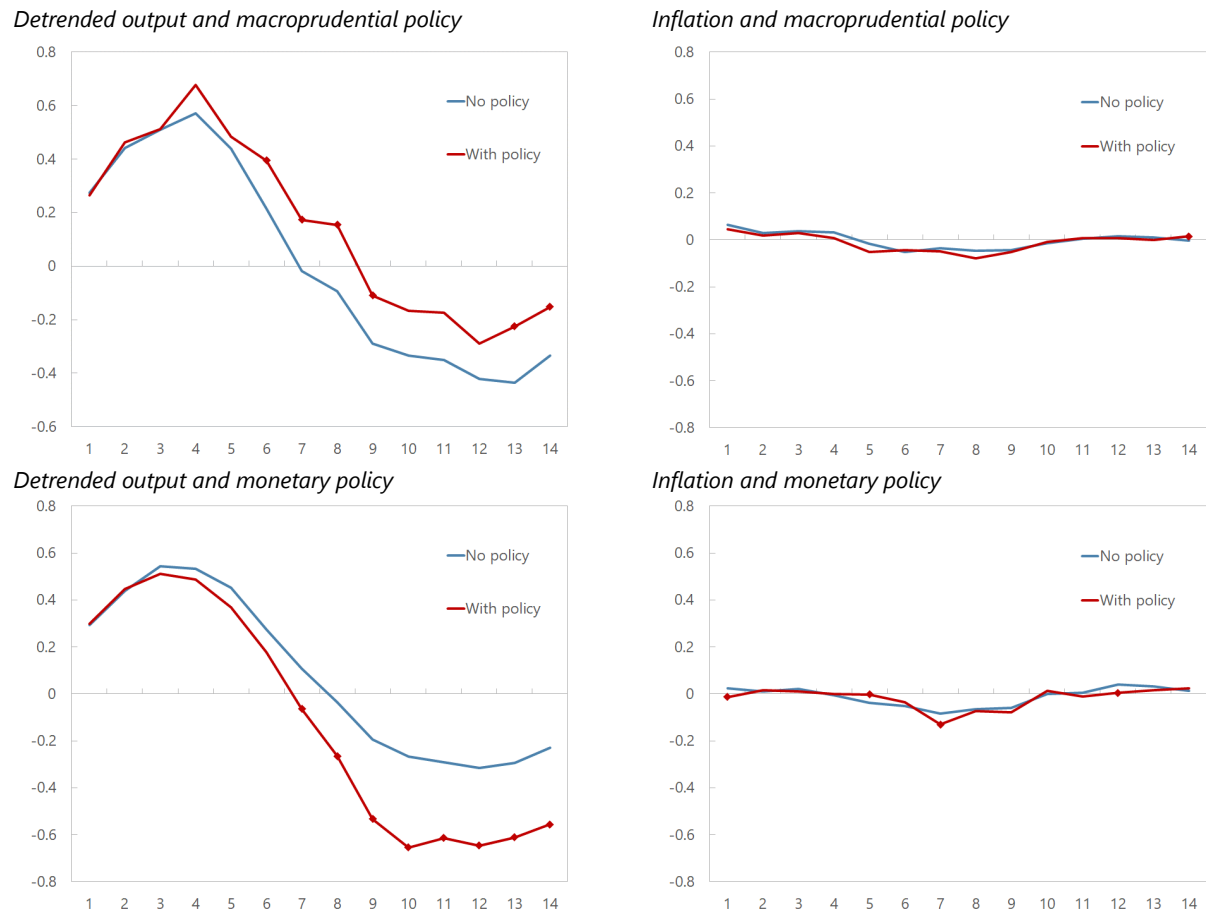 Detrended output and macroprudential policy
0.8
0.6
0.4
0.2
0
-0.2
-0.4
-0.6
No policy
With policy
1 2 3 4 5 6 7 8 9 10 11 12 13 14
Inflation and macroprudential policy
0.8
0.6
0.4
0.2
0
-0.2
-0.4
-0.6
-0.8
No policy
With policy
1 2 3 4 5 6 7 8 9 10 11 12 13 14
Detrended output and monetary policy
0.8
0.6
0.4
0.2
0
-0.2
-0.4
-0.6
-0.8
No policy
With policy
1 2 3 4 5 6 7 8 9 10 11 12 13 14
Inflation and monetary policy
0.8
0.6
0.4
0.2
0
-0.2
-0.4
-0.6
-0.8
No policy
With policy
1 2 3 4 5 6 7 8 9 10 11 12 13 14